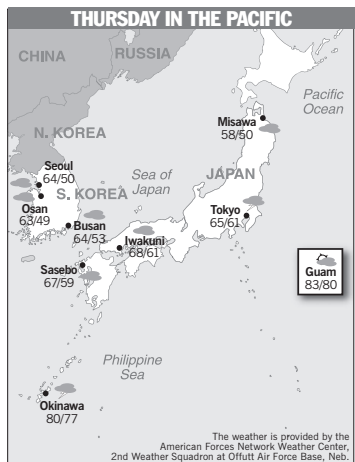 THURSDAY IN THE PACIFIC
CHINA
RUSSIA
Pacific
Ocean
Misawa
58/50
N. KOREA
Seoul
64/50
Sea of
Japan
JAPAN
S. KOREA
Osan
63/49
Busan
64/53
Iwakuni
68/61
Tokyo
65/61
Sasebo
67/59
Guam
83/80
Philippine
Sea
Okinawa
80/77
The weather is provided by the
American Forces Network Weather Center,
2nd Weather Squadron at Offutt Air Force Base, Neb.